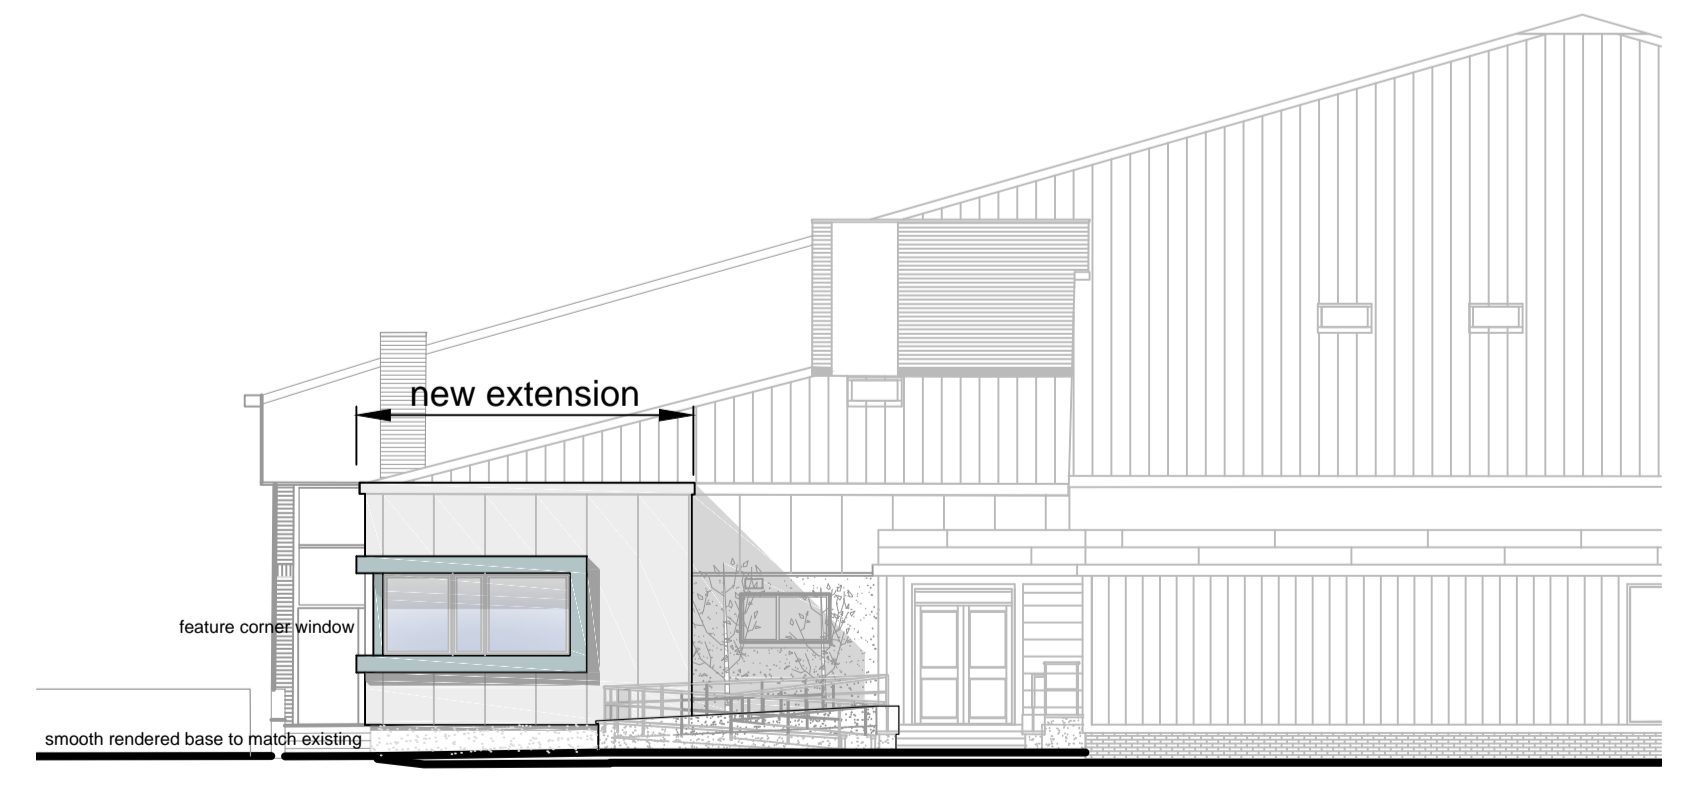 new extension
feature corner window
smooth rendered base to match existing